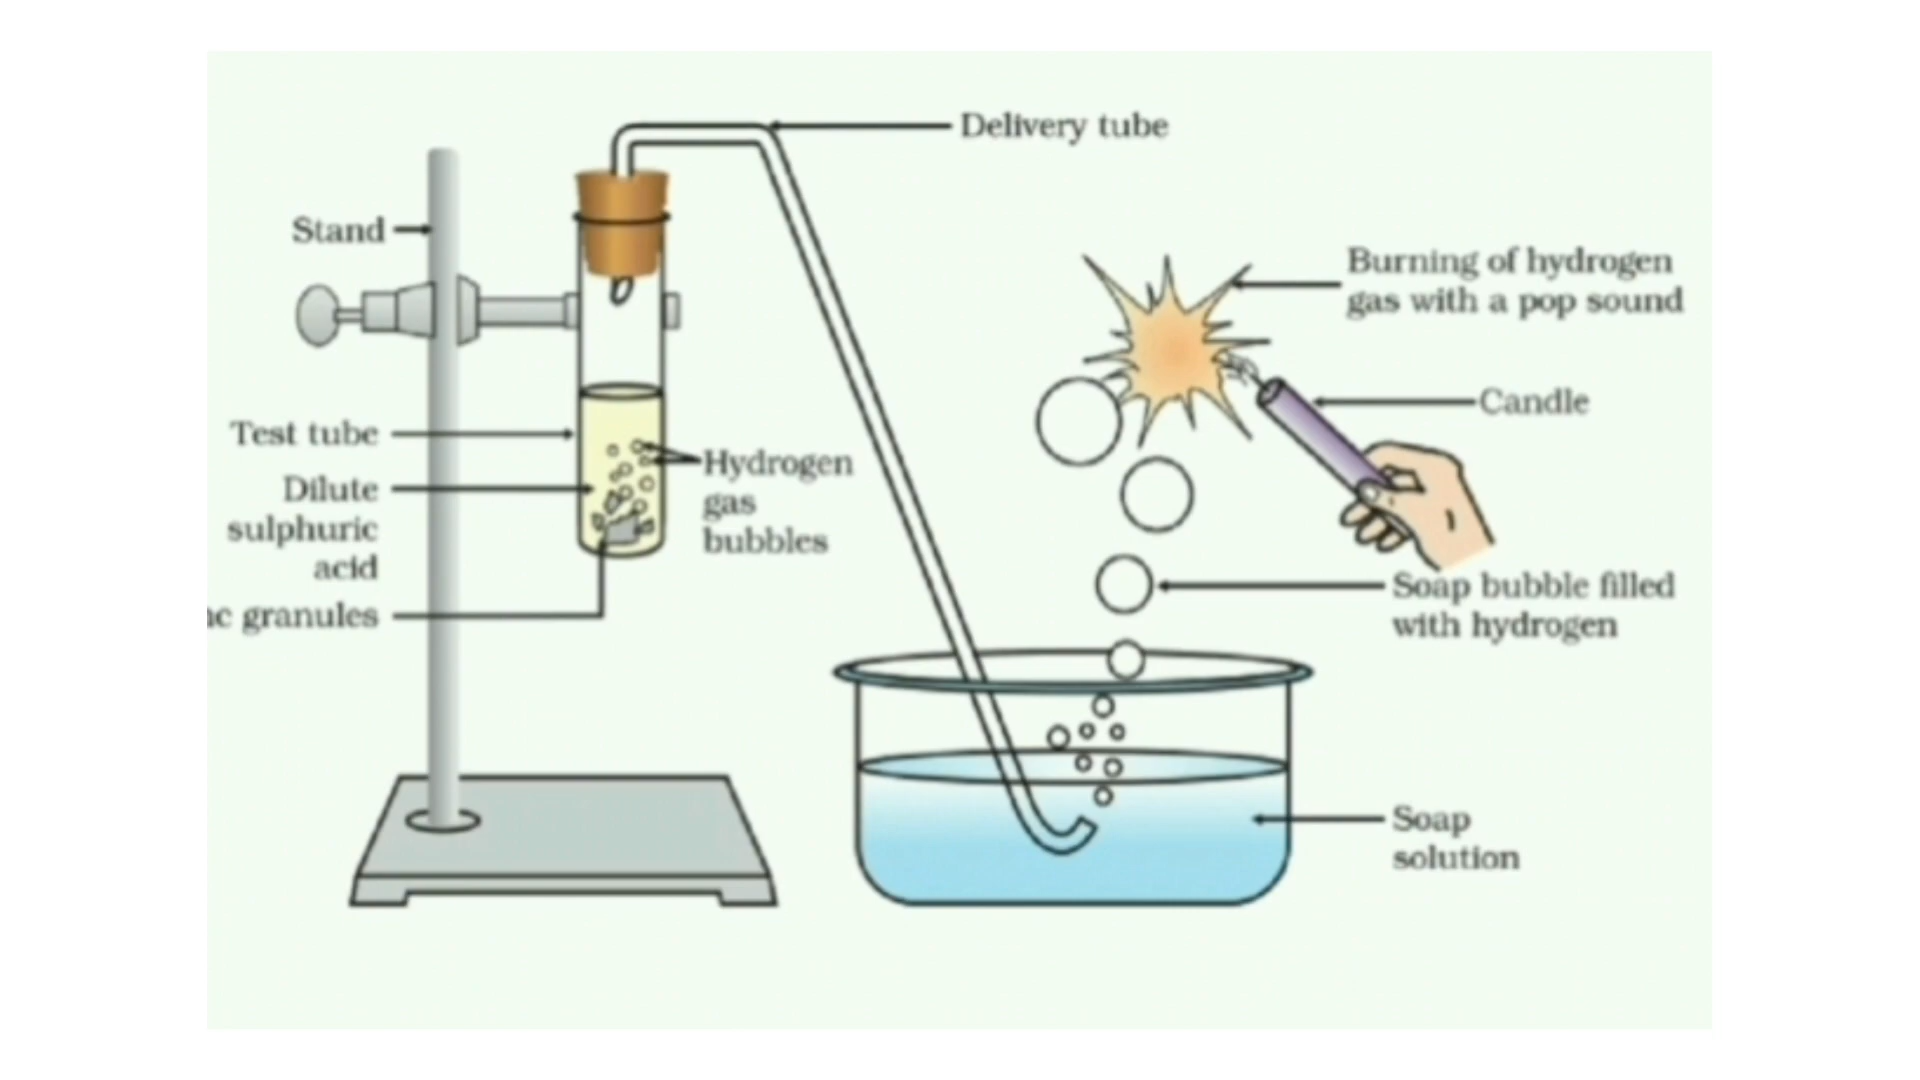 Delivery tube
Stand
Burning of hydrogen
gas with a pop sound
Candle
Test tube
Hydrogen
gas
bubbles
Dilute
sulphuric
acid
granules
Soap bubble filled
with hydrogen
Soap
solution